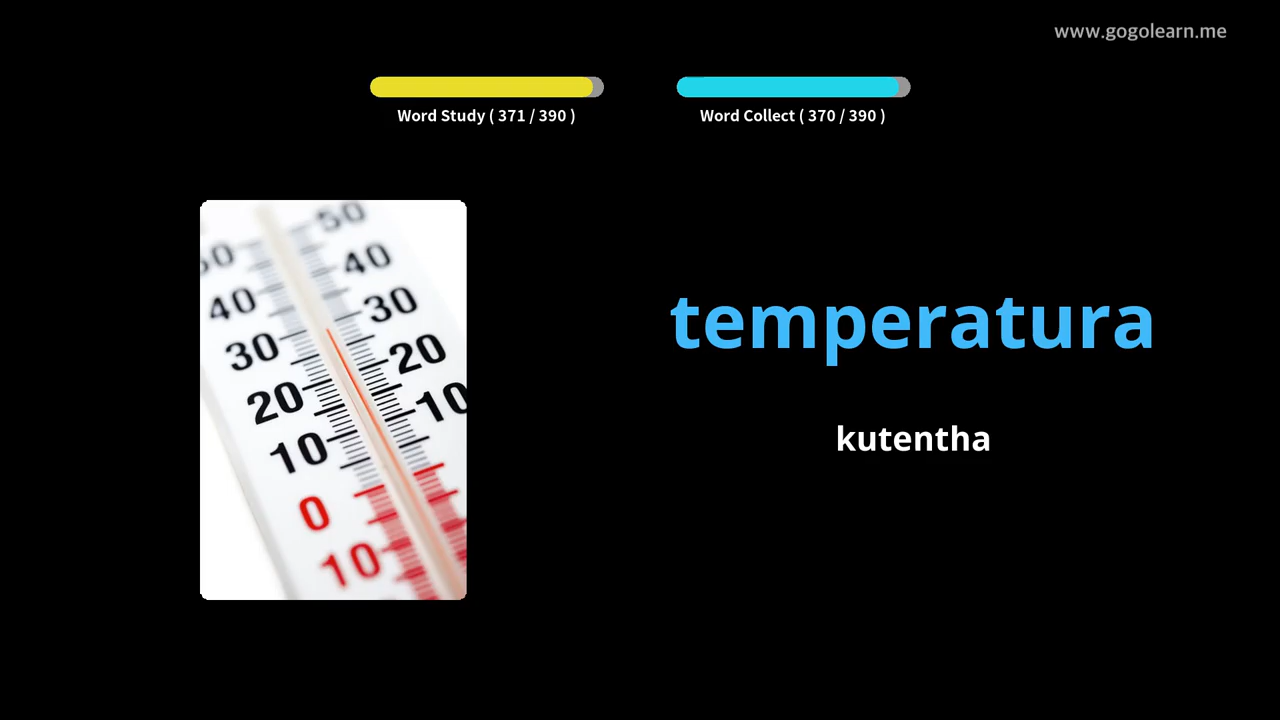 www.gogolearn.me
Word Study ( 371 / 390 )
Word Collect ( 370 / 390 )
50
50
40
40
30
30
20
20
10
10
0
10
temperatura
kutentha